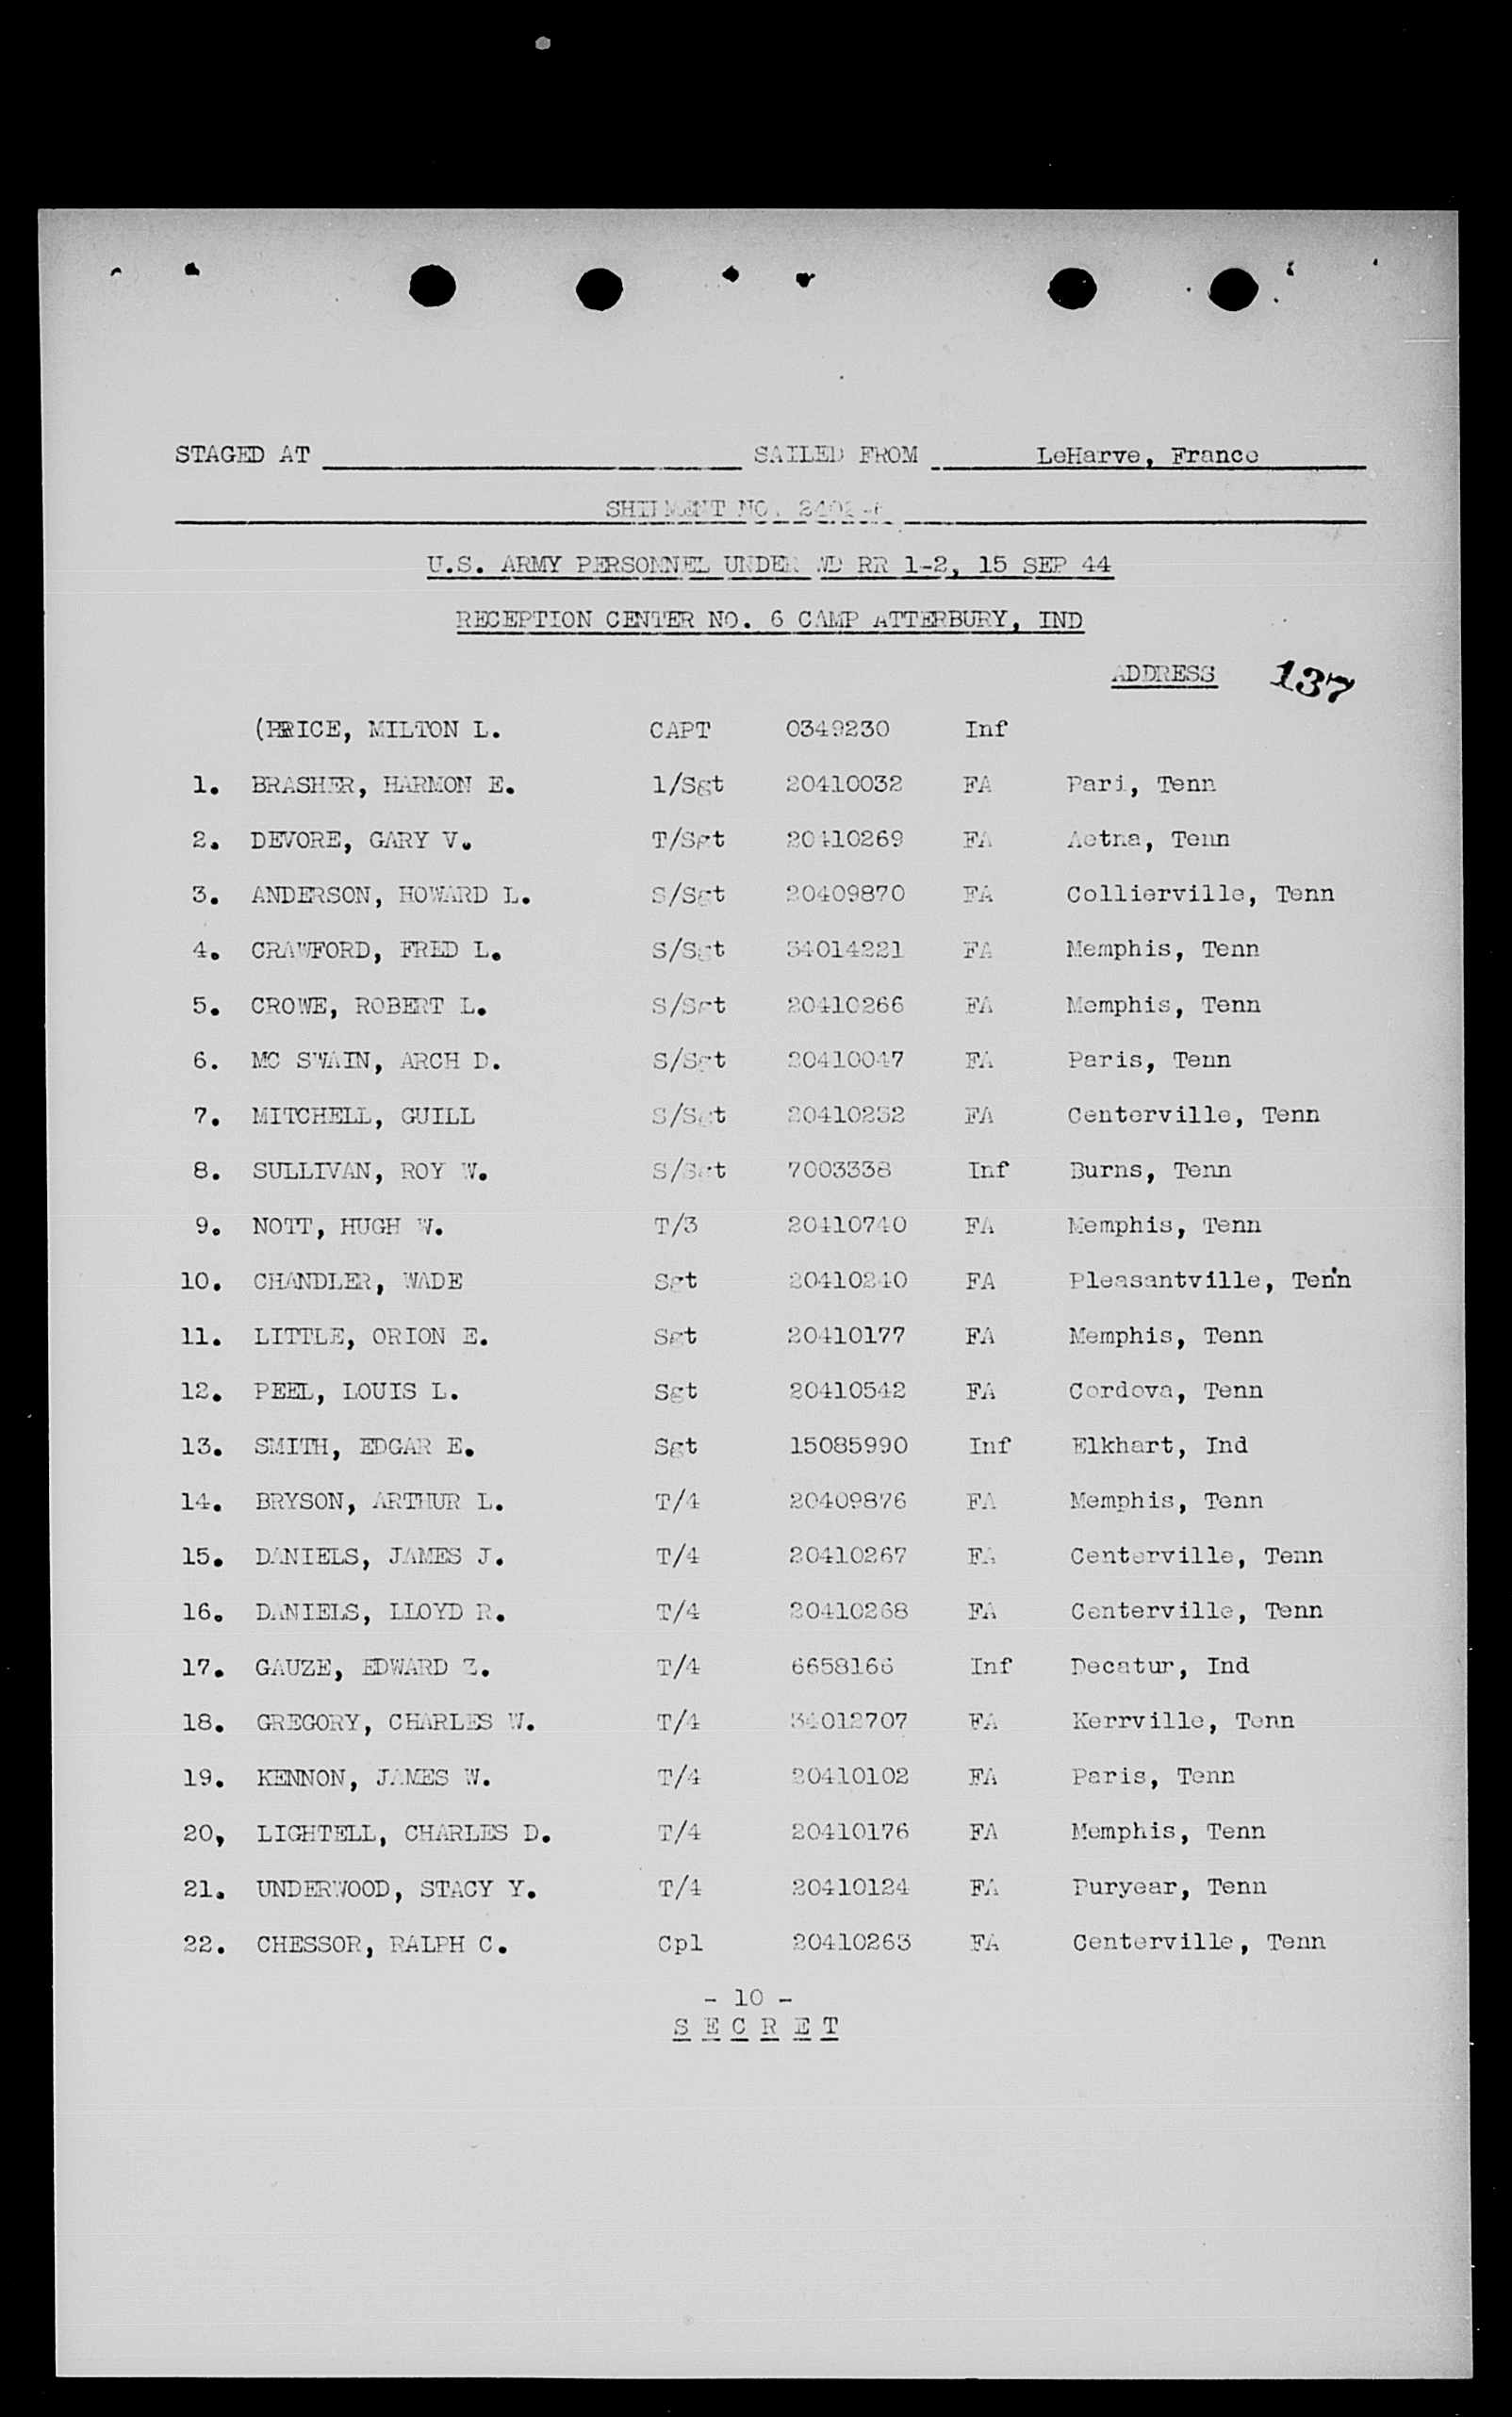 STAGED AT SAILED FROM LeHarve, France
SHIPMENT NO.
U.S. ARMY PERSONNEL UNDER WD RR 1-2, 15 SEP 44
RECEPTION CENTER NO. 6 CAMP ATTERBURY, IND
ADDRESS 137
(PRICE, MILTON L. CAPT 0349230 Inf
1. BRASHER, HARMON E. 1/Sgt 20410032 FA Pari, Tenn
2. DEVORE, GARY V. T/Sgt 20410269 FA Aetna, Tenn
3. ANDERSON, HOWARD L. S/Sgt 20409870 FA Collierville, Tenn
4. CRAWFORD, FRED L. S/Sgt 34014221 FA Memphis, Tenn
5. CROWE, ROBERT L. S/Sgt 20410266 FA Memphis, Tenn
6. MC SWAIN, ARCH D. S/Sgt 20410047 FA Paris, Tenn
7. MITCHELL, GUILL S/Sgt 20410252 FA Centerville, Tenn
8. SULLIVAN, ROY W. S/Sgt 7003338 Inf Burns, Tenn
9. NOTT, HUGH W. T/3 20410740 FA Memphis, Tenn
10. CHANDLER, WADE Sgt 20410240 FA Pleasantville, Tenn
11. LITTLE, ORION E. Sgt 20410177 FA Memphis, Tenn
12. PEEL, LOUIS L. Sgt 20410542 FA Cordova, Tenn
13. SMITH, EDGAR E. Sgt 15085990 Inf Elkhart, Ind
14. BRYSON, ARTHUR L. T/4 20409876 FA Memphis, Tenn
15. DANIELS, JAMES J. T/4 20410267 FA Centerville, Tenn
16. DANIELS, LLOYD R. T/4 20410268 FA Centerville, Tenn
17. GAUZE, EDWARD Z. T/4 6658166 Inf Decatur, Ind
18. GREGORY, CHARLES W. T/4 34012707 FA Kerrville, Tenn
19. KENNON, JAMES W. T/4 20410102 FA Paris, Tenn
20, LIGHTELL, CHARLES D. T/4 20410176 FA Memphis, Tenn
21. UNDERWOOD, STACY Y. T/4 20410124 FA Puryear, Tenn
22. CHESSOR, RALPH C. Cpl 20410263 FA Centerville, Tenn
- 10 -
S E C R E T